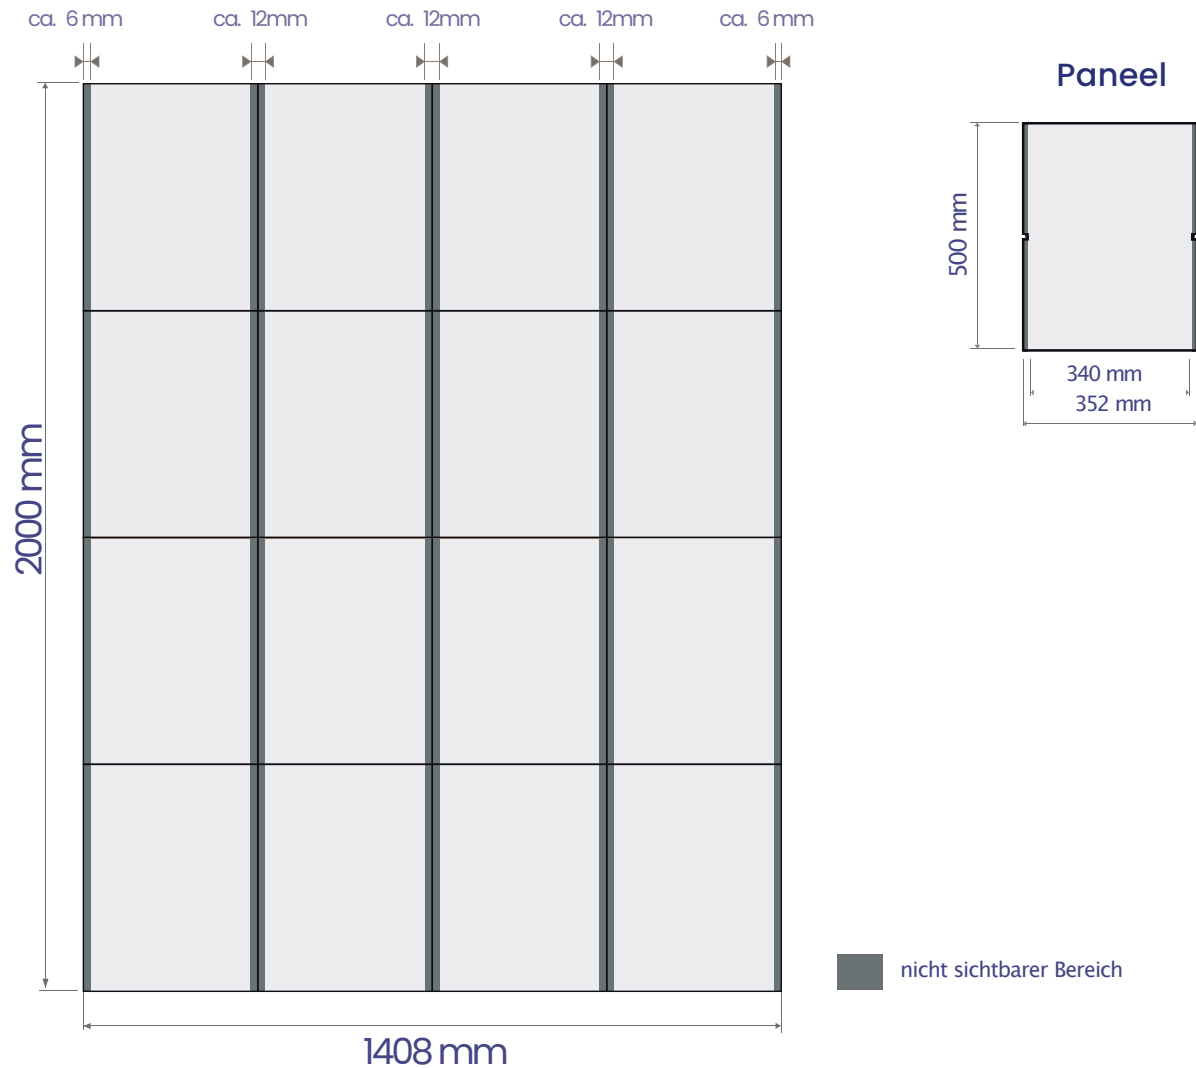 ca. 6 mm
ca. 12mm
ca. 12mm
ca. 12mm
ca. 6 mm
Paneel
500 mm
340 mm
352 mm
2000 mm
nicht sichtbarer Bereich
1408 mm